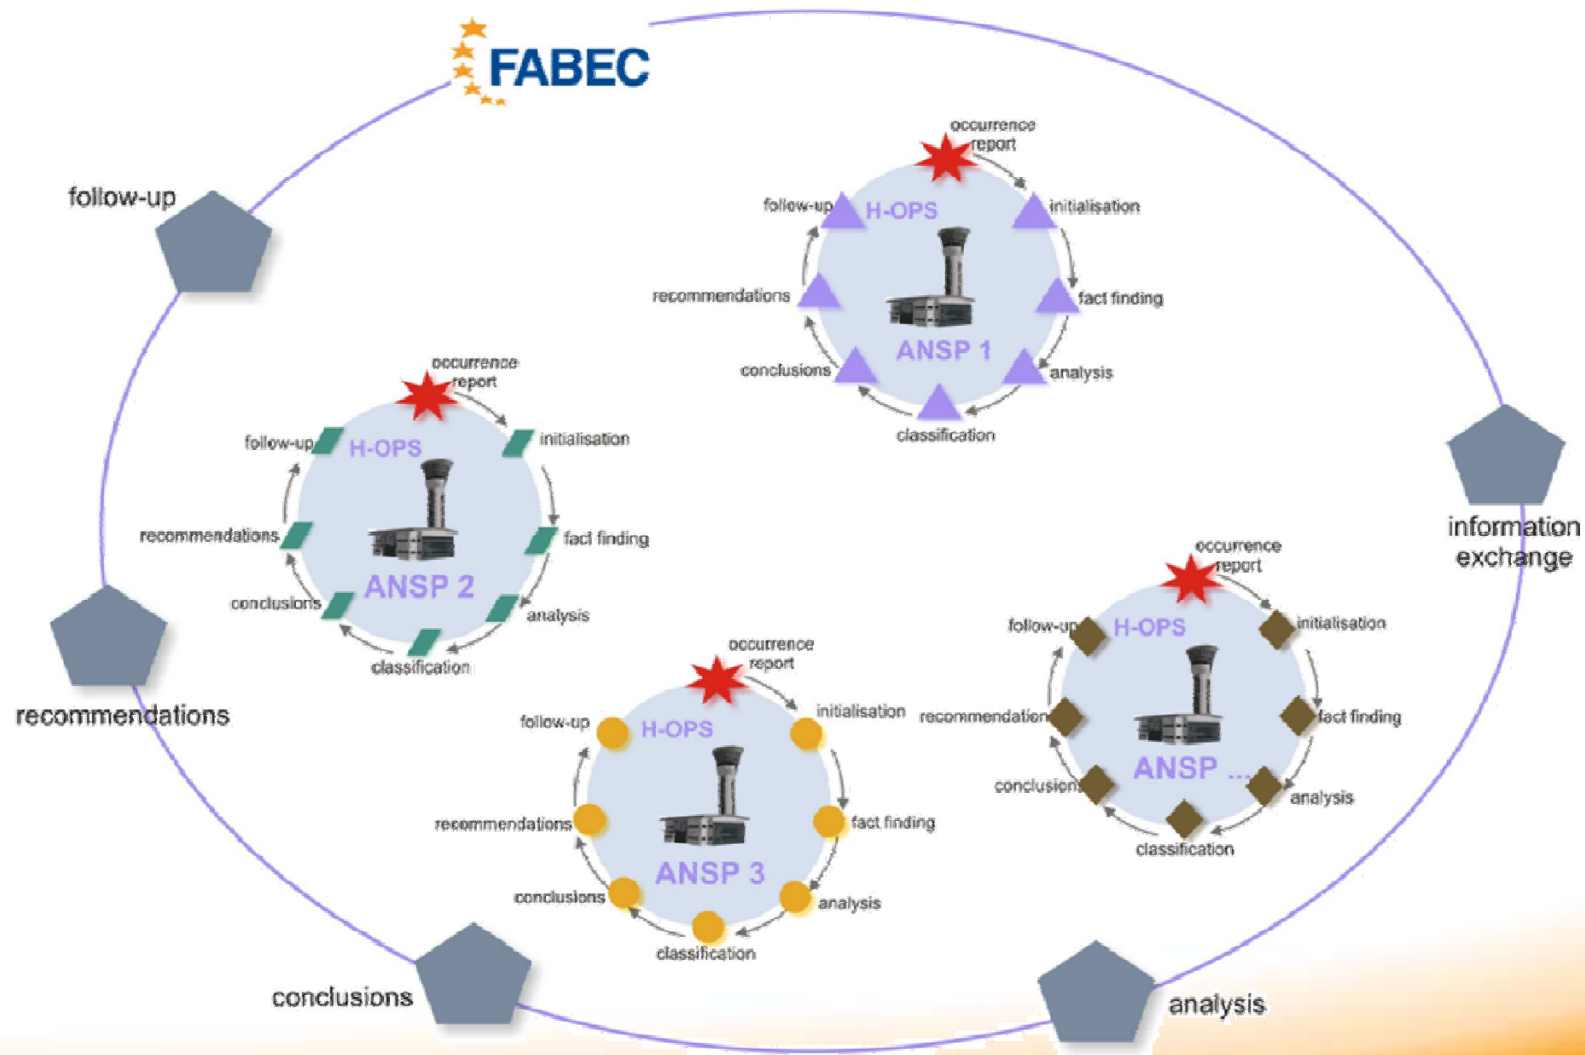 FABEC
follow-up
recommendations
conclusions
analysis
information
exchange
occurrence
report
H-OPS
follow-up
initialisation
recommendations
fact finding
ANSP 1
conclusions
analysis
classification
occurrence
report
follow-up
H-OPS
initialisation
recommendations
fact finding
ANSP 2
conclusions
analysis
classification
occurrence
report
follow-up
H-OPS
initialisation
recommendations
fact finding
ANSP 3
conclusions
analysis
classification
occurrence
report
follow-up
H-OPS
initialisation
recommendation
fact finding
ANSP ...
conclusion
analysis
classification